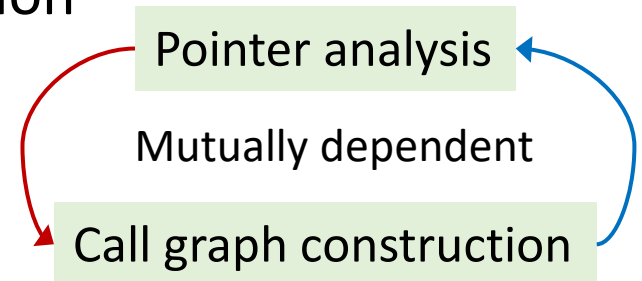 Pointer analysis
Mutually dependent
Call graph construction